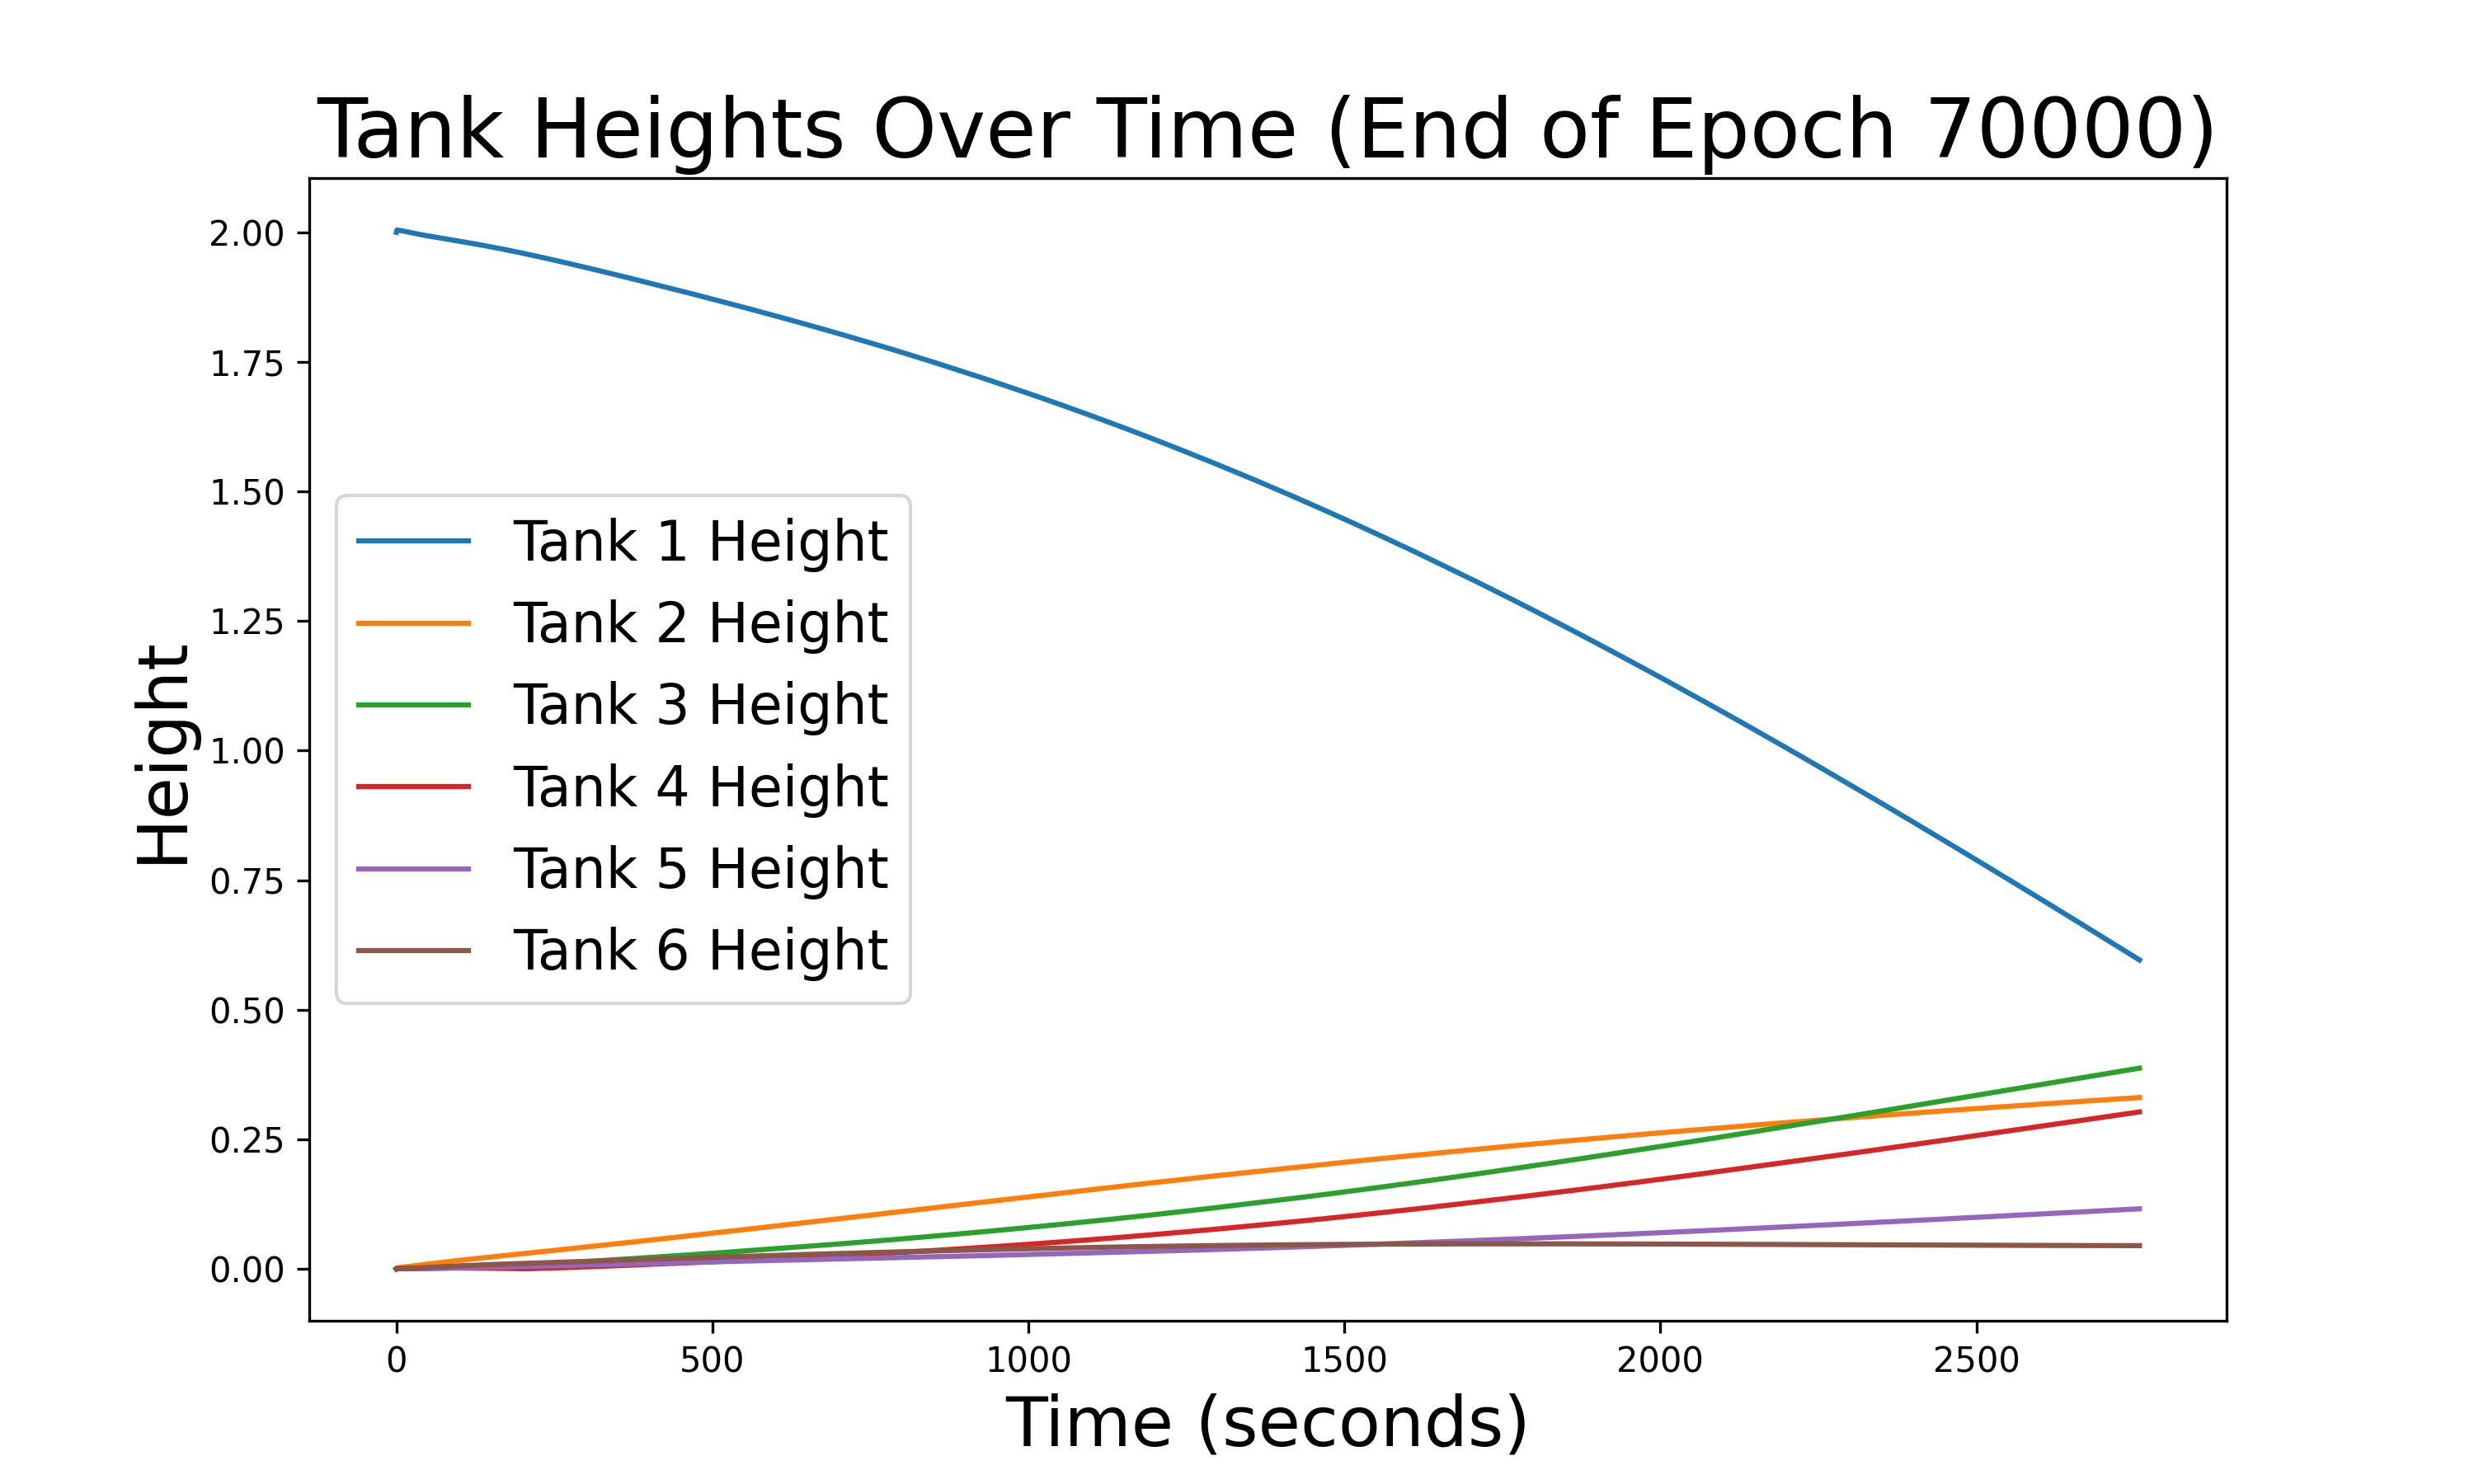 Tank Heights Over Time (End of Epoch 70000)
Height
2.00
1.75
1.50
1.25
1.00
0.75
0.50
0.25
0.00
Tank 1 Height
Tank 2 Height
Tank 3 Height
Tank 4 Height
Tank 5 Height
Tank 6 Height
0 500 1000 1500 2000 2500
Time (seconds)